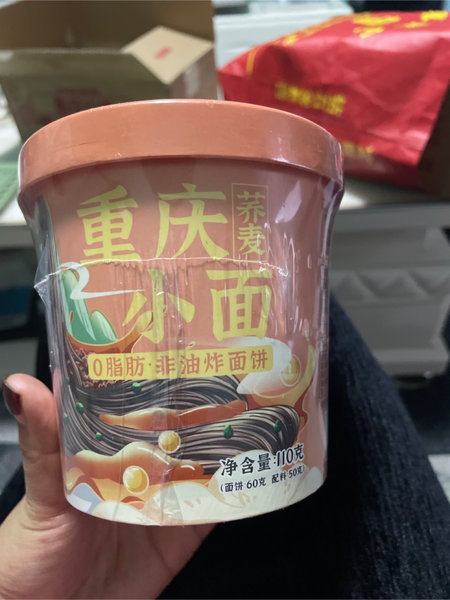 重庆
荞麦
小面
0脂肪·非油炸面饼
净含量:110克
(面饼:60克 配料:50克)